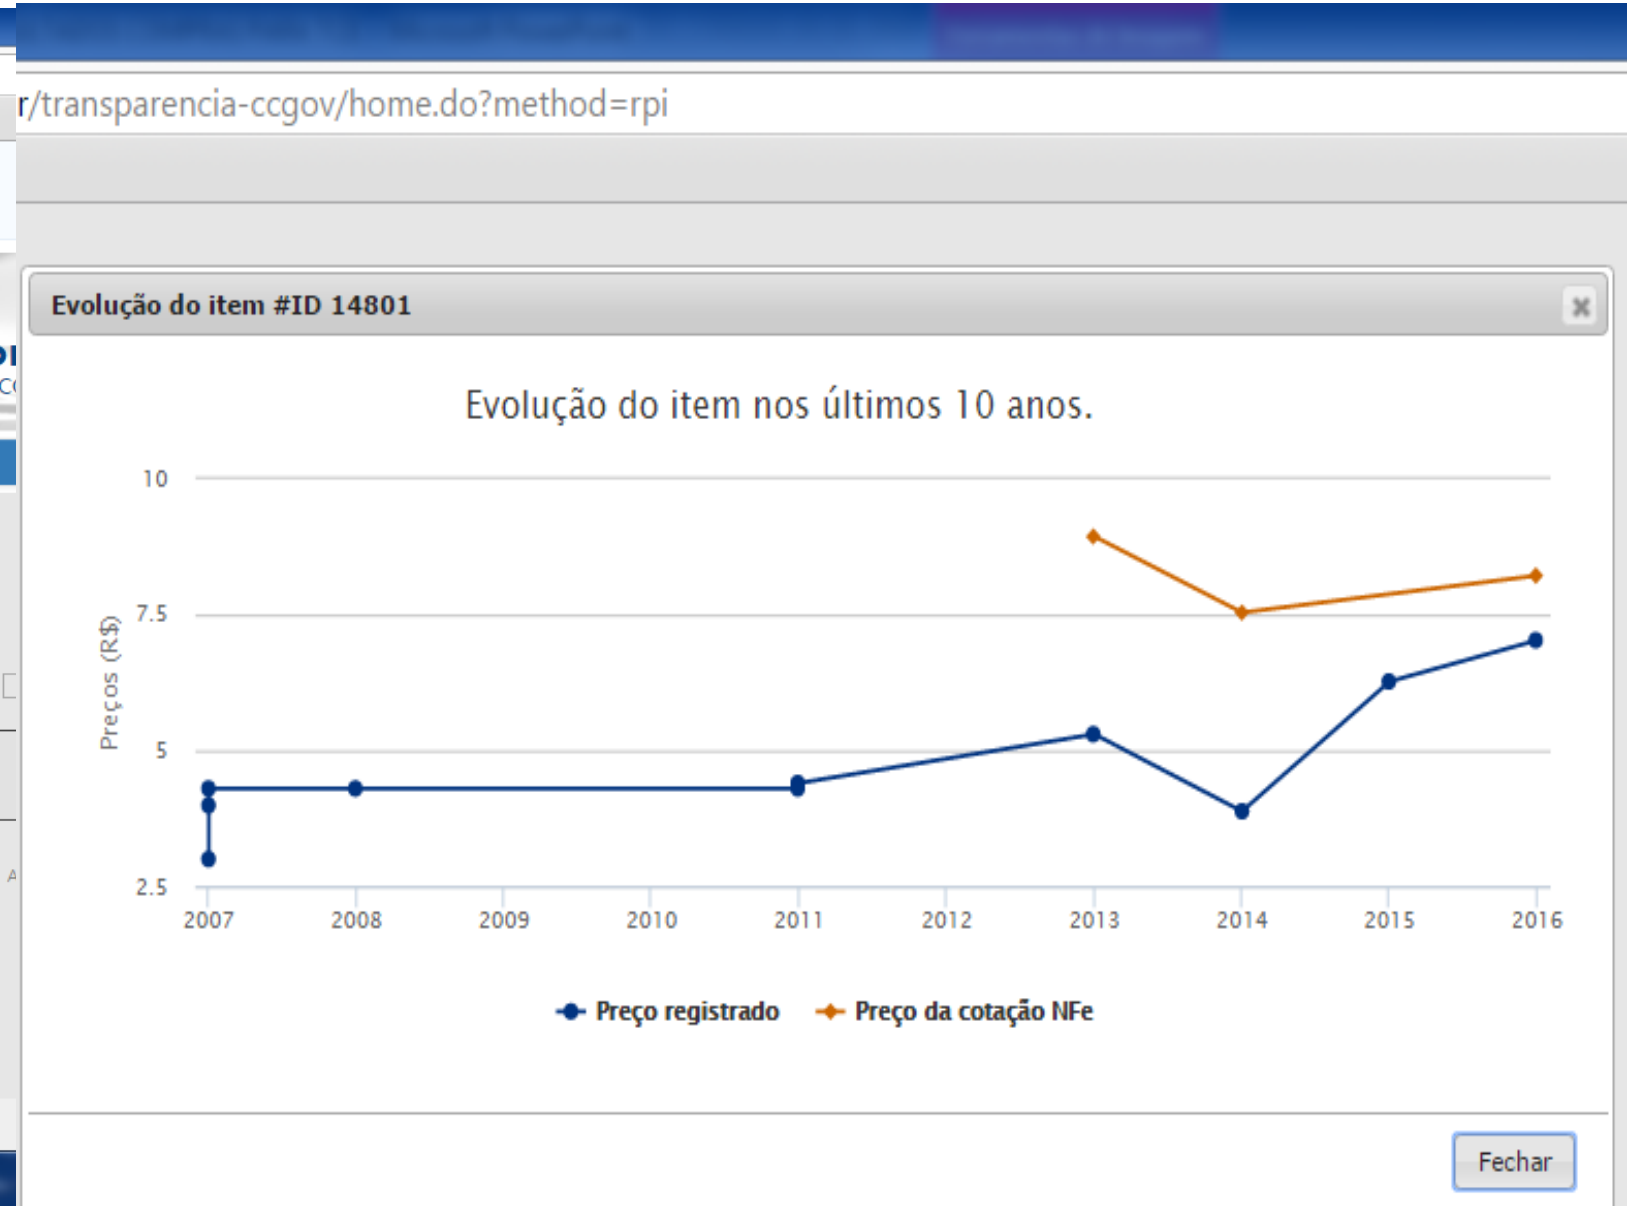 r/transparencia-ccgov/home.do?method=rpi
Evolução do item #ID 14801
Evolução do item nos últimos 10 anos.
Preços (R$)
10
7.5
5
2.5
2007 2008 2009 2010 2011 2012 2013 2014 2015 2016
Preço registrado Preço da cotação NFe
Fechar